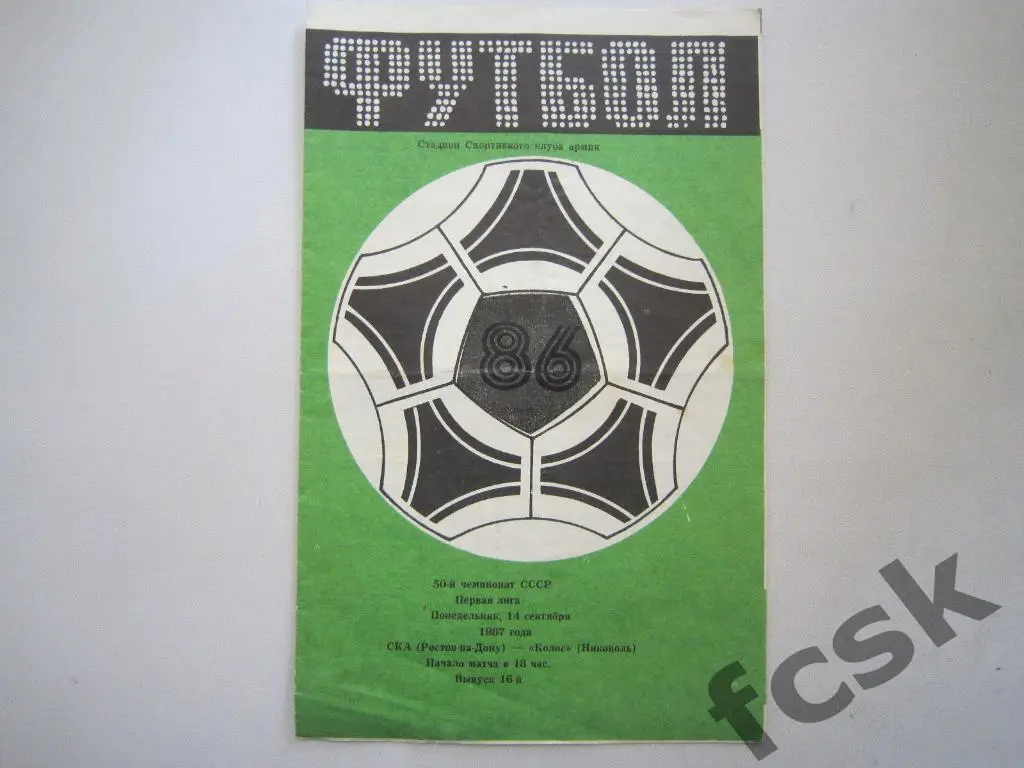 ФУТБОЛ
Стадион Спортивного клуба армии
86
50-й чемпионат СССР
Первая лига
Понедельник, 14 сентября
1987 года
СКА (Ростов-на-Дону) — «Колос» (Никополь)
Начало матча в 18 час.
Выпуск 16-й
fcsk